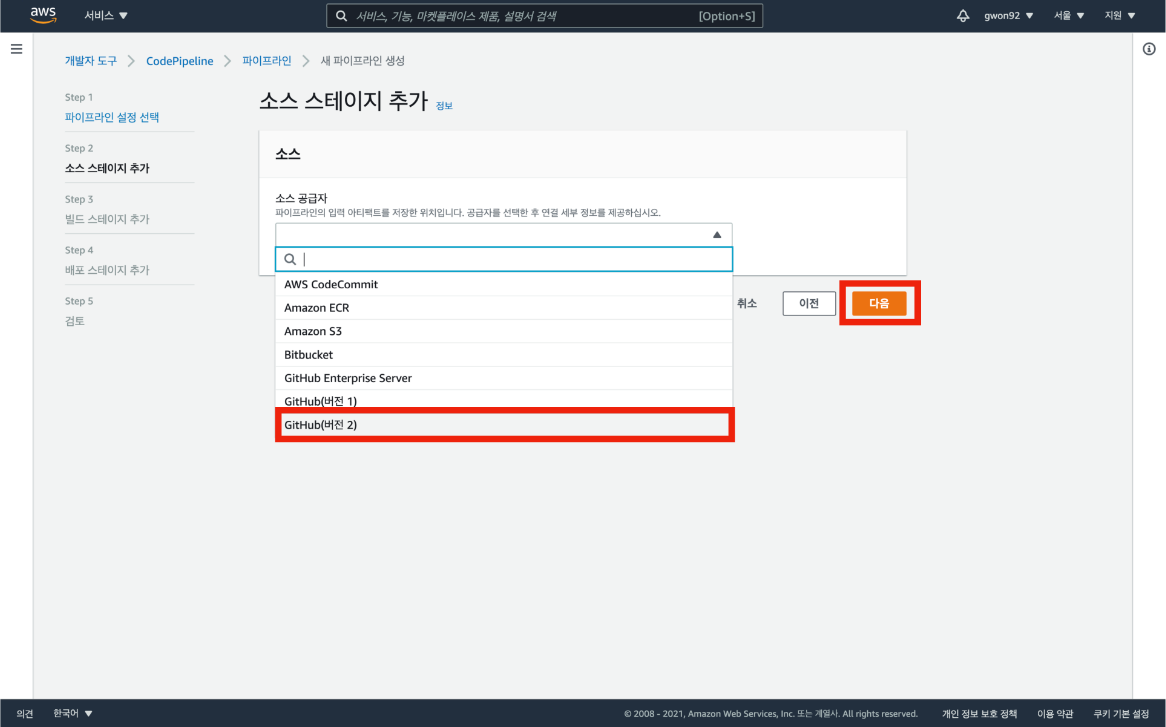 aws 서비스 ▼ 서비스, 기능, 마켓플레이스 제품, 설명서 검색 [Option+S] gwon92 ▼ 서울 ▼ 지원 ▼
개발자 도구 > CodePipeline > 파이프라인 > 새 파이프라인 생성
Step 1
파이프라인 설정 선택
Step 2
소스 스테이지 추가
Step 3
빌드 스테이지 추가
Step 4
배포 스테이지 추가
Step 5
검토
소스 스테이지 추가 정보
소스
소스 공급자
파이프라인의 입력 아티팩트를 저장한 위치입니다. 공급자를 선택한 후 연결 세부 정보를 제공하십시오.
AWS CodeCommit
Amazon ECR
Amazon S3
Bitbucket
GitHub Enterprise Server
GitHub(버전 1)
GitHub(버전 2)
취소 이전 다음
의견 한국어 ▼ © 2008 - 2021, Amazon Web Services, Inc. 또는 계열사. All rights reserved. 개인 정보 보호 정책 이용 약관 쿠키 기본 설정